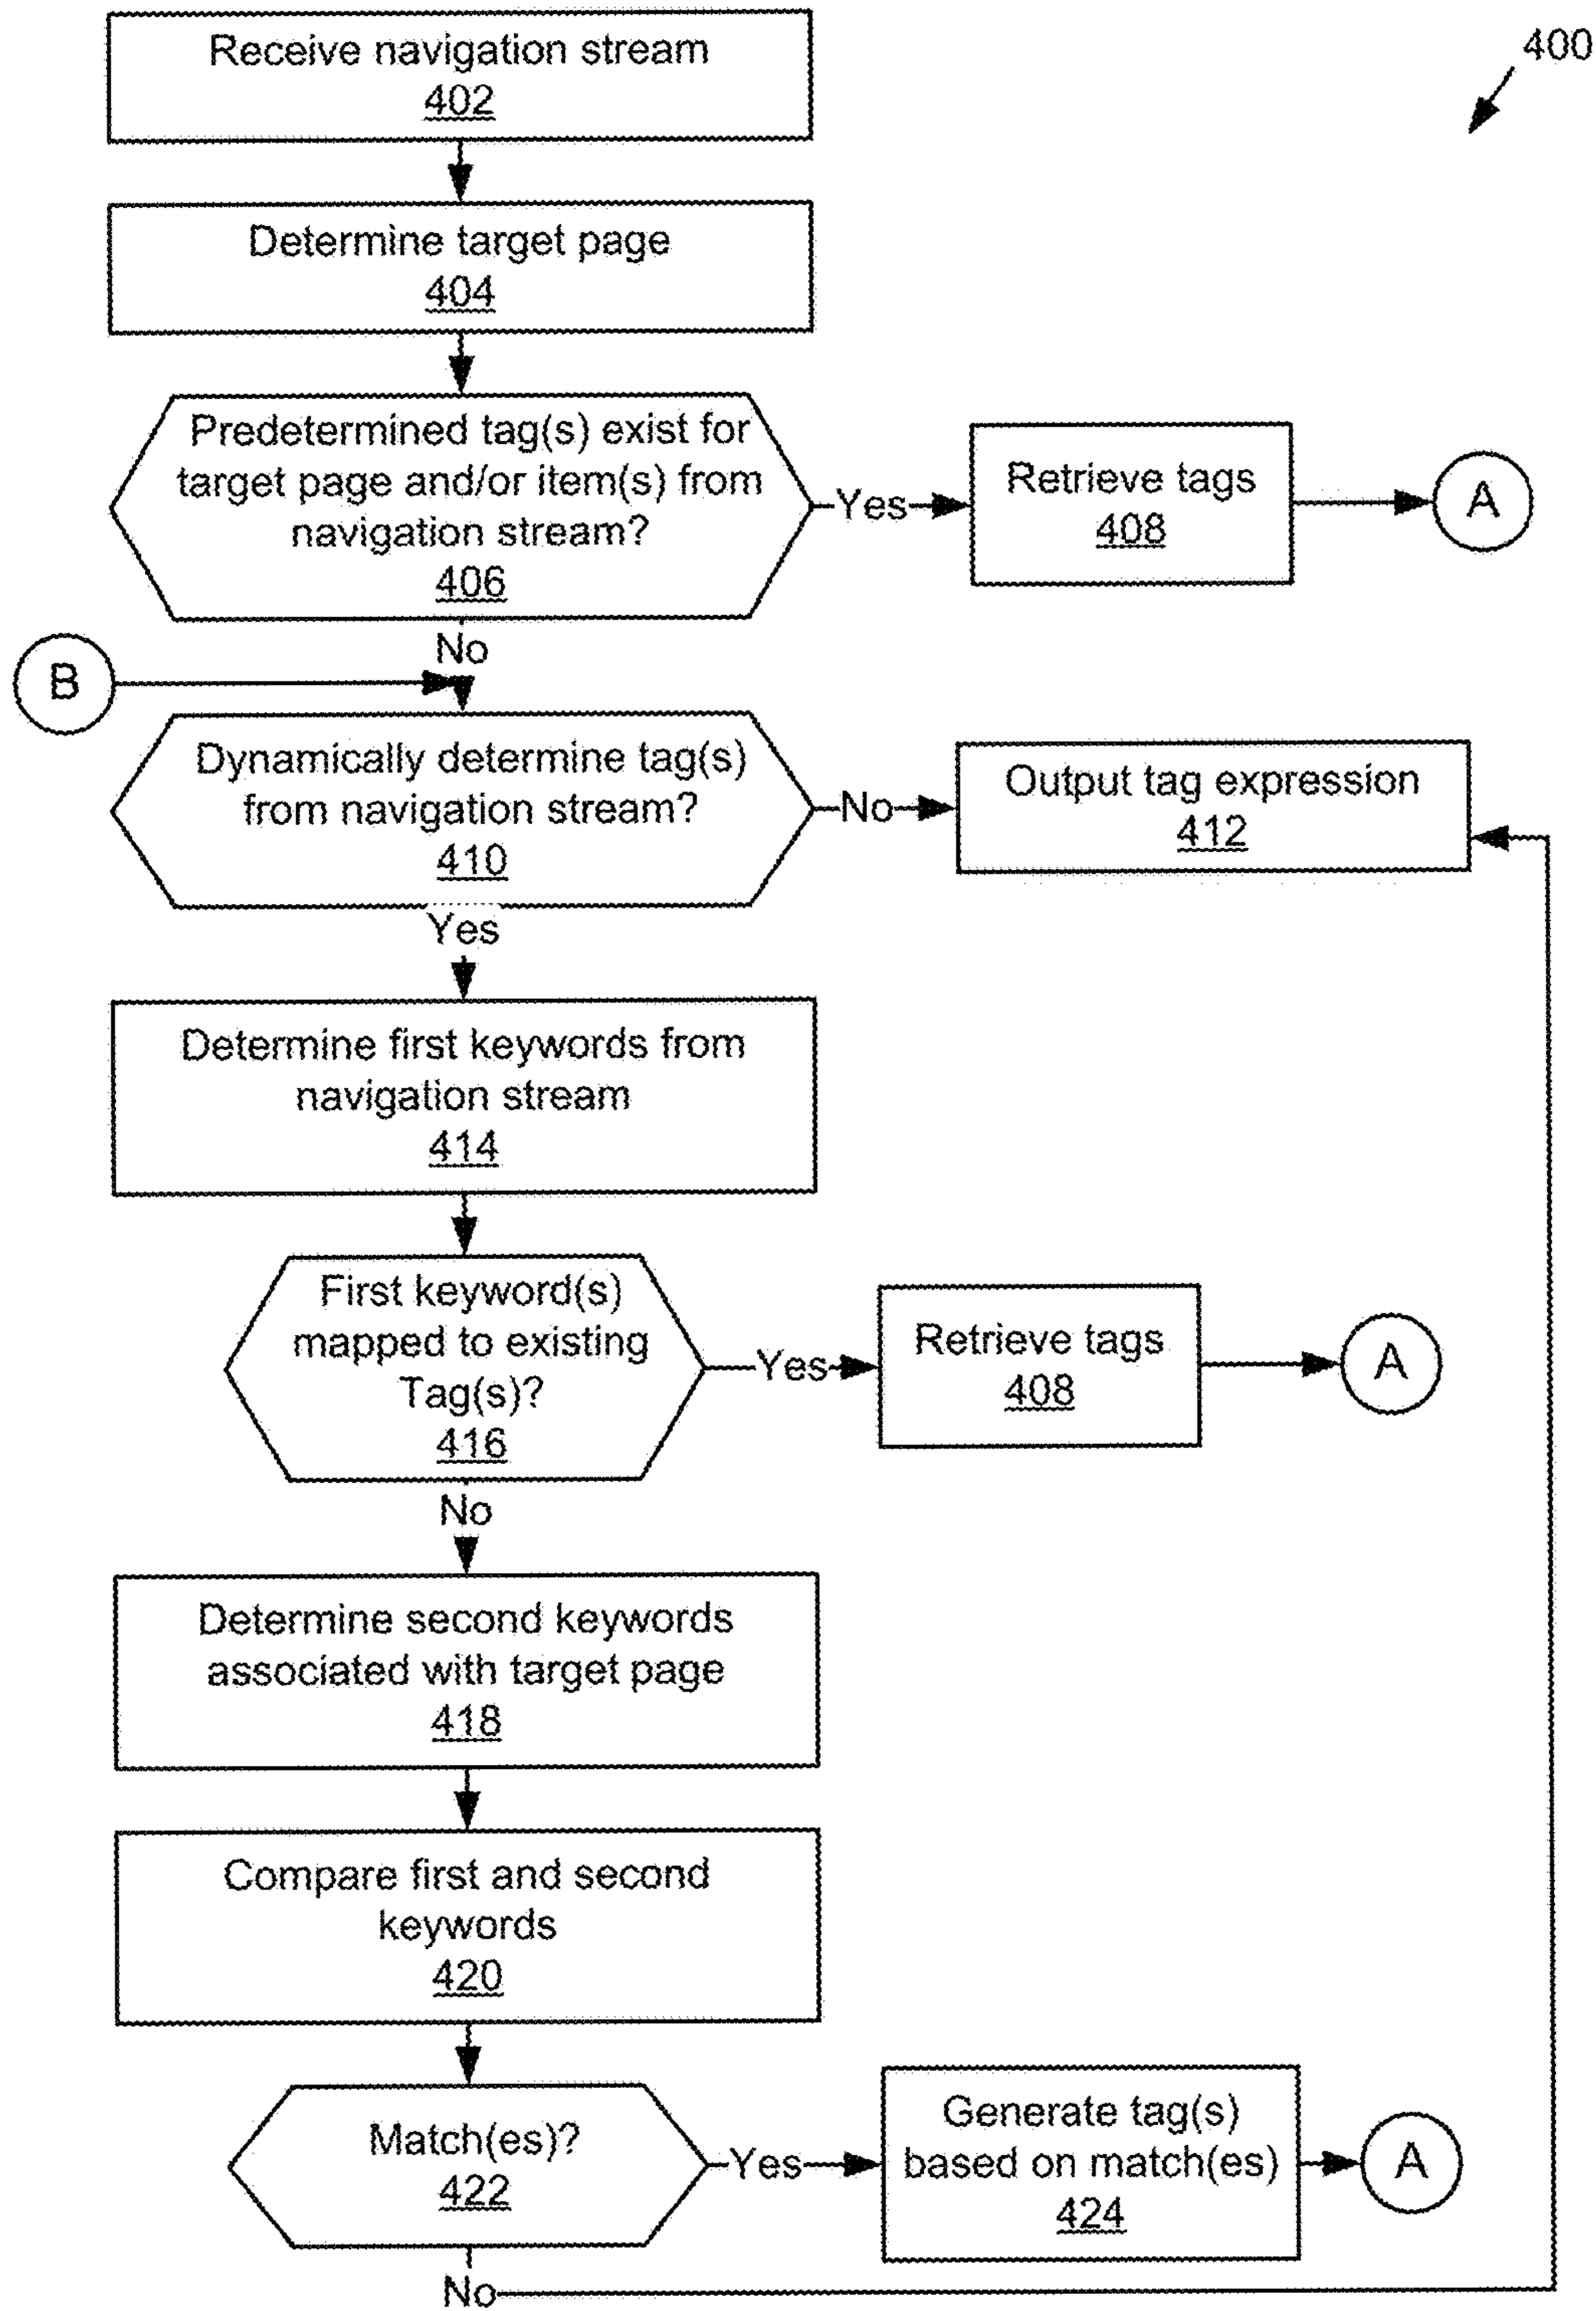 400
Receive navigation stream
402
Determine target page
404
Predetermined tag(s) exist for
target page and/or item(s) from
navigation stream?
406
Yes
Retrieve tags
408
A
No
B
Dynamically determine tag(s)
from navigation stream?
410
No
Output tag expression
412
Yes
Determine first keywords from
navigation stream
414
First keyword(s)
mapped to existing
Tag(s)?
416
Yes
Retrieve tags
408
A
No
Determine second keywords
associated with target page
418
Compare first and second
keywords
420
Match(es)?
422
Yes
Generate tag(s)
based on match(es)
424
A
No